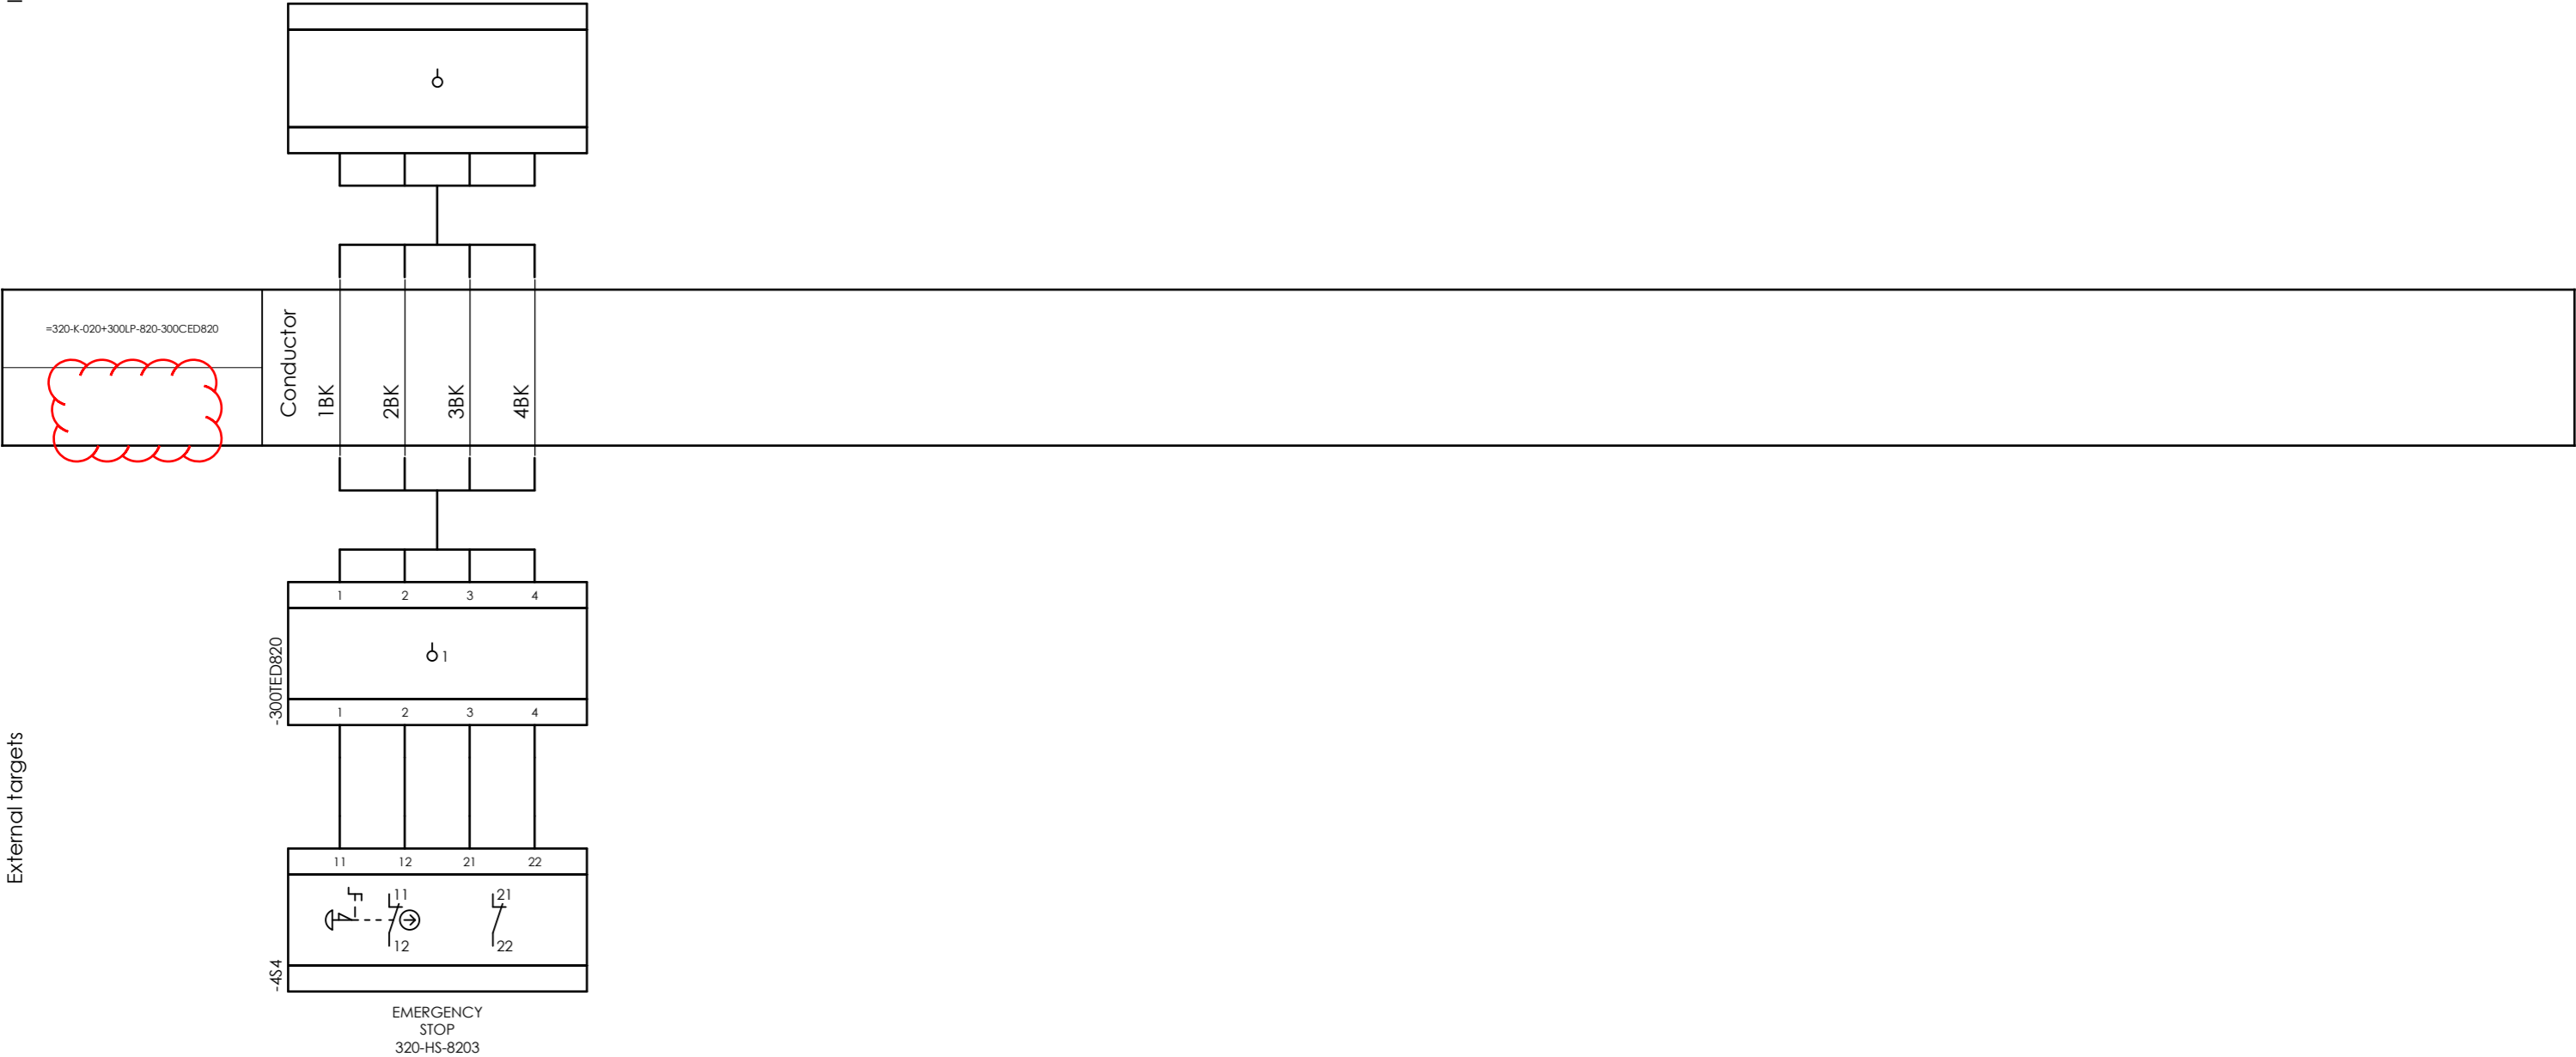 =320-K-020+300LP-820-300CED820
Conductor
1BK
2BK
3BK
4BK
1 2 3 4
-300TED820
1
1 2 3 4
External targets
11 12 21 22
11
21
12
22
-4S4
EMERGENCY
STOP
320-HS-8203